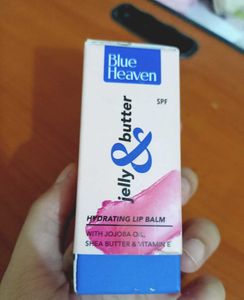 Blue
Heaven
SPF
jelly & butter
HYDRATING LIP BALM
WITH JOJOBA OIL,
SHEA BUTTER & VITAMIN E